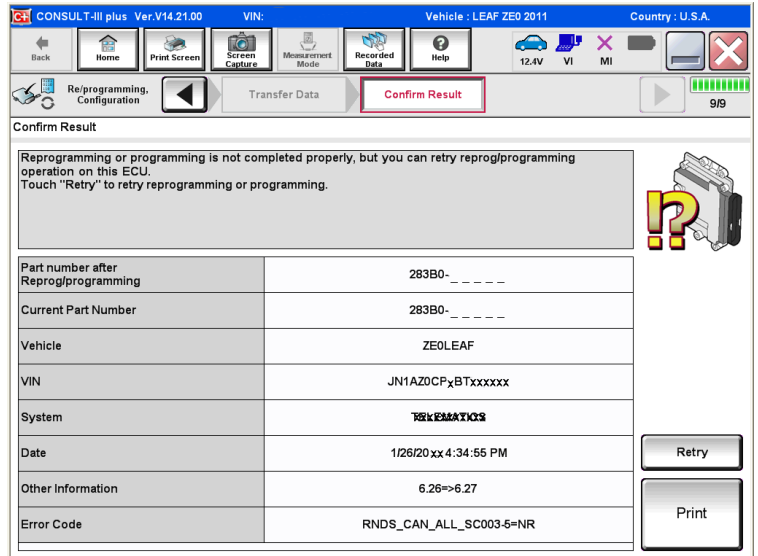 C+ CONSULT-III plus Ver.V14.21.00 VIN: Vehicle : LEAF ZE0 2011 Country : U.S.A.
Back
Home
Print Screen
Screen
Capture
Measurement
Mode
Recorded
Data
? Help
12.4V
VI
MI
Re/programming,
Configuration
Transfer Data
Confirm Result
9/9
Confirm Result
Reprogramming or programming is not completed properly, but you can retry reprog/programming
operation on this ECU.
Touch "Retry" to retry reprogramming or programming.
!?
Part number after
Reprog/programming
283B0-_ _ _ _ _
Current Part Number
283B0-_ _ _ _ _
Vehicle
ZE0LEAF
VIN
JN1AZ0CPxBTxxxxxx
System
Date
1/26/20xx 4:34:55 PM
Other Information
6.26=>6.27
Error Code
RNDS_CAN_ALL_SC003-5=NR
Retry
Print